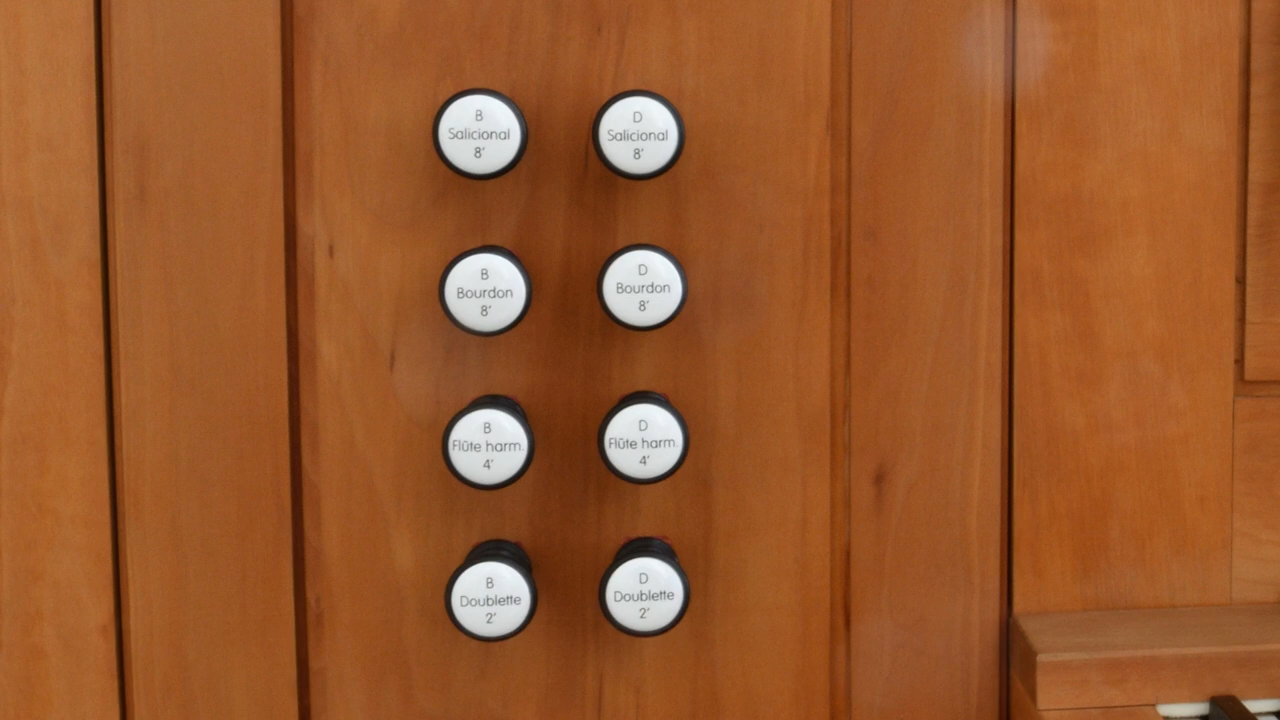 B
Salicional
8'
D
Salicional
8'
B
Bourdon
8'
D
Bourdon
8'
B
Flûte harm.
4'
D
Flûte harm.
4'
B
Doublette
2'
D
Doublette
2'